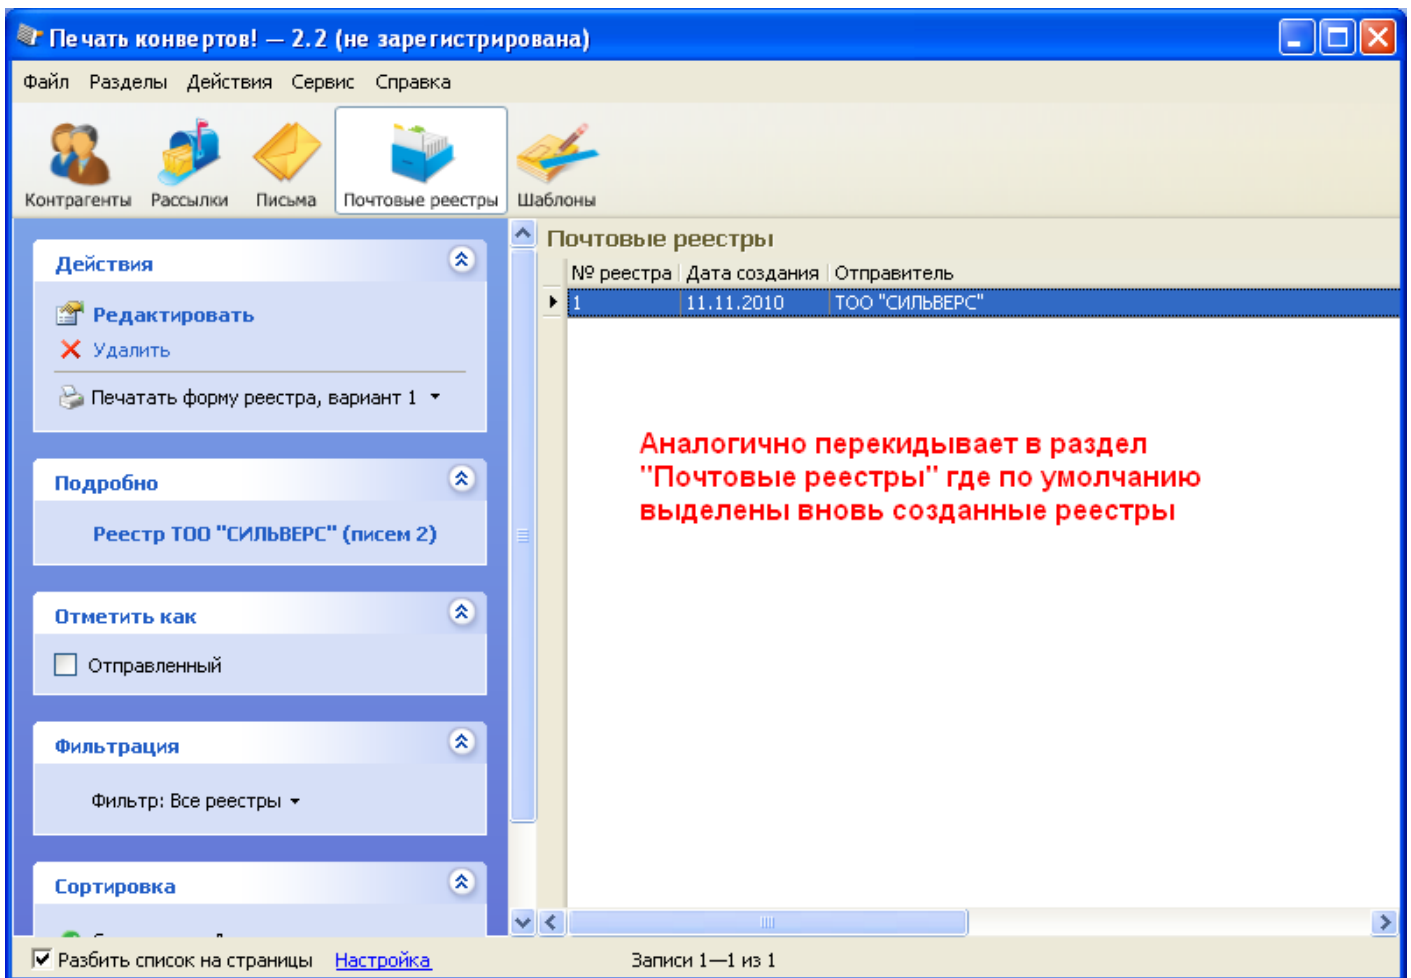 Печать конвертов! — 2.2 (не зарегистрирована)
Файл Разделы Действия Сервис Справка
Контрагенты Рассылки Письма Почтовые реестры Шаблоны
Действия
Редактировать
Удалить
Печатать форму реестра, вариант 1
Подробно
Реестр ТОО "СИЛЬВЕРС" (писем 2)
Отметить как
Отправленный
Фильтрация
Фильтр: Все реестры
Сортировка
Почтовые реестры
№ реестра Дата создания Отправитель
1 11.11.2010 ТОО "СИЛЬВЕРС"
Аналогично перекидывает в раздел
"Почтовые реестры" где по умолчанию
выделены вновь созданные реестры
Разбить список на страницы Настройка Записи 1—1 из 1